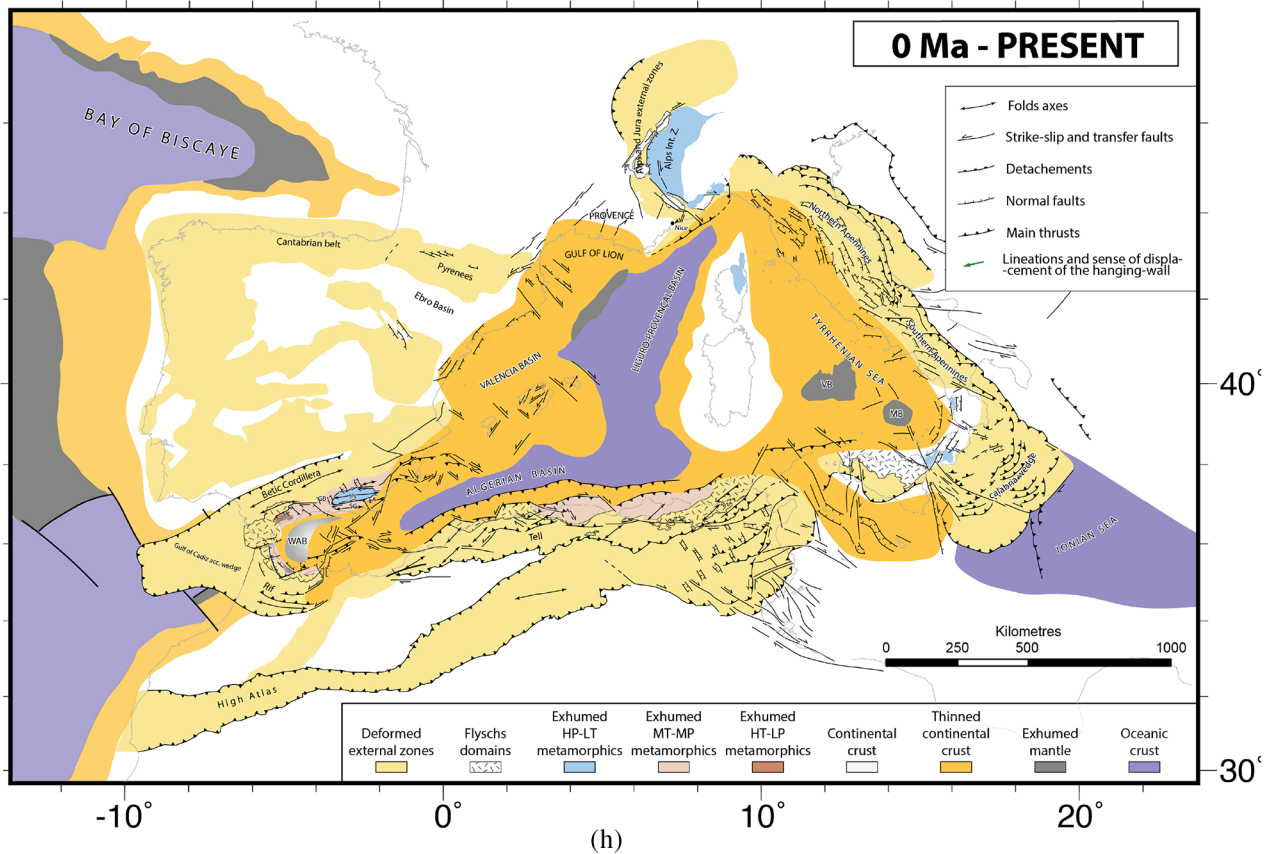 0 Ma - PRESENT
Folds axes
Strike-slip and transfer faults
Detachements
Normal faults
Main thrusts
Lineations and sense of displa-
-cement of the hanging-wall
BAY OF BISCAYE
Alps and Jura external zones
Alps Int. Z.
PROVENCE
Nice
Cantabrian belt
Pyrenees
GULF OF LION
Northern Apennines
Ebro Basin
LIGURO-PROVENÇAL BASIN
TYRRHENIAN SEA
Southern Apennines
VALENCIA BASIN
VB
MB
40°
Betic Cordillera
ALGERIAN BASIN
calabria wedge
WAB
Tell
IONIAN SEA
Gulf of Cadiz acc. wedge
Rif
High Atlas
Kilometres
0 250 500 1000
Deformed
external zones
Flyschs
domains
Exhumed
HP-LT
metamorphics
Exhumed
MT-MP
metamorphics
Exhumed
HT-LP
metamorphics
Continental
crust
Thinned
continental
crust
Exhumed
mantle
Oceanic
crust
30°
-10° 0° 10° 20°
(h)